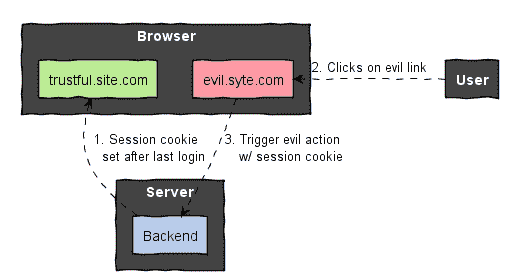 Browser
trustful.site.com
evil.syte.com
2. Clicks on evil link
User
1. Session cookie
set after last login
3. Trigger evil action
w/ session cookie
Server
Backend